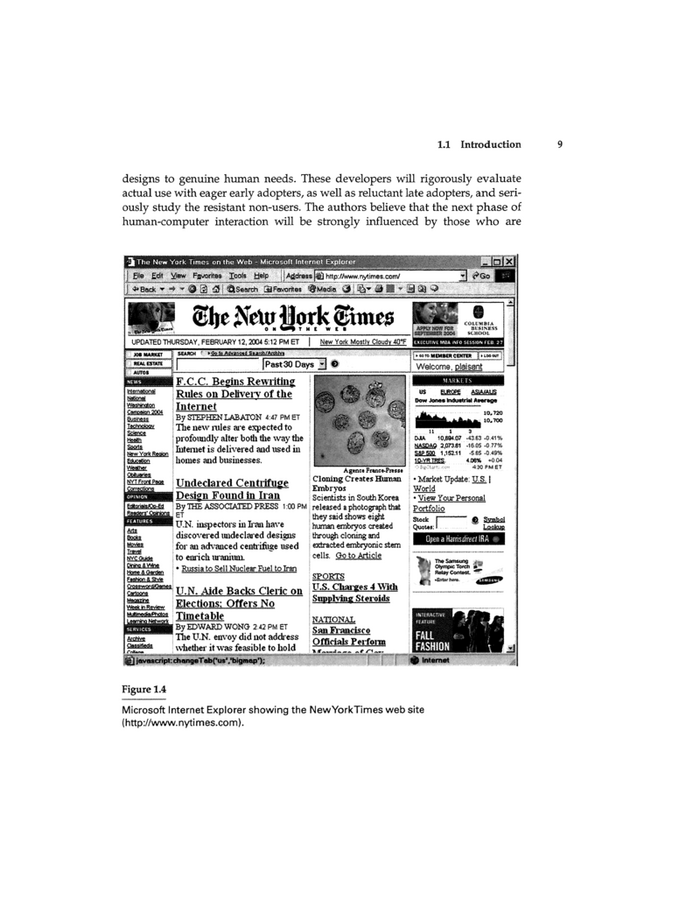 1.1 Introduction 9
designs to genuine human needs. These developers will rigorously evaluate
actual use with eager early adopters, as well as reluctant late adopters, and seri-
ously study the resistant non-users. The authors believe that the next phase of
human-computer interaction will be strongly influenced by those who are
The New York Times on the Web - Microsoft Internet Explorer
File Edit View Favorites Tools Help Address http://www.nytimes.com/ Go
Back Search Favorites Media
The New York Times
ON THE WEB
APPLY NOW FOR
SEPTEMBER 2004
COLUMBIA
BUSINESS
SCHOOL
EXECUTIVE MBA INFO SESSION FEB 27
UPDATED THURSDAY, FEBRUARY 12, 2004 5:12 PM ET | New York Mostly Cloudy 40°F
JOB MARKET
REAL ESTATE
AUTOS
NEWS
International
National
Washington
Campaign 2004
Business
Technology
Science
Health
Sports
New York Region
Education
Weather
Obituaries
NYT Front Page
Corrections
OPINION
Editorials/Op-Ed
Readers' Opinions
FEATURES
Arts
Books
Movies
Travel
NYC Guide
Dining & Wine
Home & Garden
Fashion & Style
Crossword/Games
Cartoons
Magazine
Week in Review
Multimedia/Photos
Learning Network
SERVICES
Archive
Classifieds
College
SEARCH Go to Advanced Search/Archive
Past 30 Days
F.C.C. Begins Rewriting
Rules on Delivery of the
Internet
By STEPHEN LABATON 4:47 PM ET
The new rules are expected to
profoundly alter both the way the
Internet is delivered and used in
homes and businesses.
Undeclared Centrifuge
Design Found in Iran
By THE ASSOCIATED PRESS 1:00 PM
ET
U.N. inspectors in Iran have
discovered undeclared designs
for an advanced centrifuge used
to enrich uranium.
• Russia to Sell Nuclear Fuel to Iran
U.N. Aide Backs Cleric on
Elections; Offers No
Timetable
By EDWARD WONG 2:42 PM ET
The U.N. envoy did not address
whether it was feasible to hold
Agence France-Presse
Cloning Creates Human
Embryos
Scientists in South Korea
released a photograph that
they said shows eight
human embryos created
through cloning and
extracted embryonic stem
cells. Go to Article
SPORTS
U.S. Charges 4 With
Supplying Steroids
NATIONAL
San Francisco
Officials Perform
GO TO MEMBER CENTER LOG OUT
Welcome, plaisant
MARKETS
US EUROPE ASIA/AUS
Dow Jones Industrial Average
10,720
10,700
11 1 3
DJIA 10,694.07 -43.63 -0.41%
NASDAQ 2,073.61 -16.05 -0.77%
S&P 500 1,152.11 -5.65 -0.49%
10-YR TRES. 4.06% +0.04
4:30 PM ET
• Market Update: U.S. |
World
• View Your Personal
Portfolio
Stock Symbol
Quotes: Lookup
Open a Harrisdirect IRA
The Samsung
Olympic Torch
Relay Contest.
Enter here.
SAMSUNG
INTERACTIVE
FEATURE
FALL
FASHION
javascript:changeTab('us','bigmap'); Internet
Figure 1.4
Microsoft Internet Explorer showing the New York Times web site
(http://www.nytimes.com).